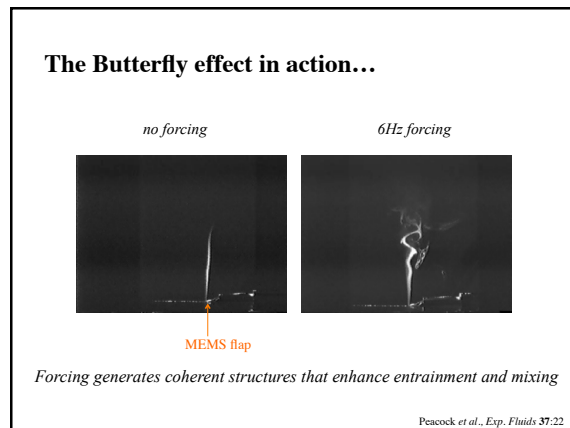 The Butterfly effect in action…
no forcing
6Hz forcing
MEMS flap
Forcing generates coherent structures that enhance entrainment and mixing
Peacock et al., Exp. Fluids 37:22